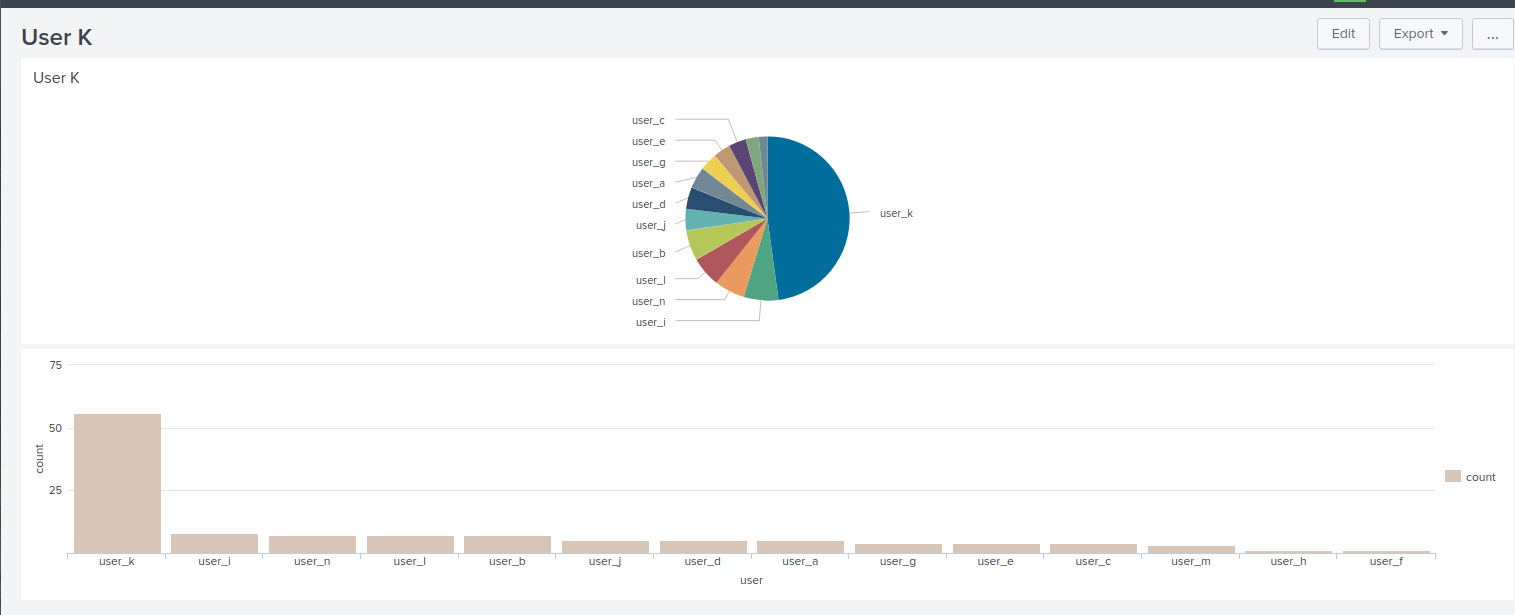 User K
Edit
Export
...
User K
user_c
user_e
user_g
user_a
user_d
user_j
user_b
user_l
user_n
user_i
user_k
75
50
25
count
user_k user_i user_n user_l user_b user_j user_d user_a user_g user_e user_c user_m user_h user_f
user
count